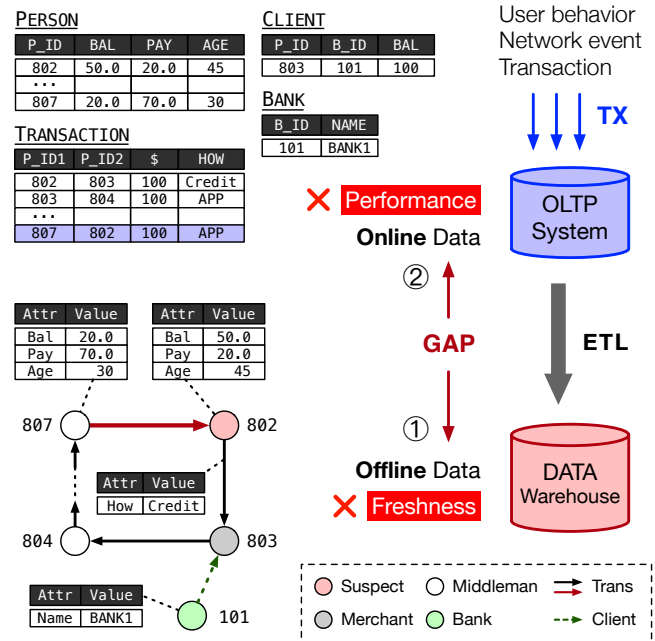 PERSON
P_ID BAL PAY AGE
802 50.0 20.0 45
...
807 20.0 70.0 30
CLIENT
P_ID B_ID BAL
803 101 100
BANK
B_ID NAME
101 BANK1
TRANSACTION
P_ID1 P_ID2 $ HOW
802 803 100 Credit
803 804 100 APP
...
807 802 100 APP
User behavior
Network event
Transaction
TX
OLTP
System
Performance
Online Data
②
GAP
ETL
①
Offline Data
Freshness
DATA
Warehouse
Attr Value
Bal 20.0
Pay 70.0
Age 30
Attr Value
Bal 50.0
Pay 20.0
Age 45
807
802
Attr Value
How Credit
804
803
Attr Value
Name BANK1
101
Suspect Middleman Trans
Merchant Bank Client